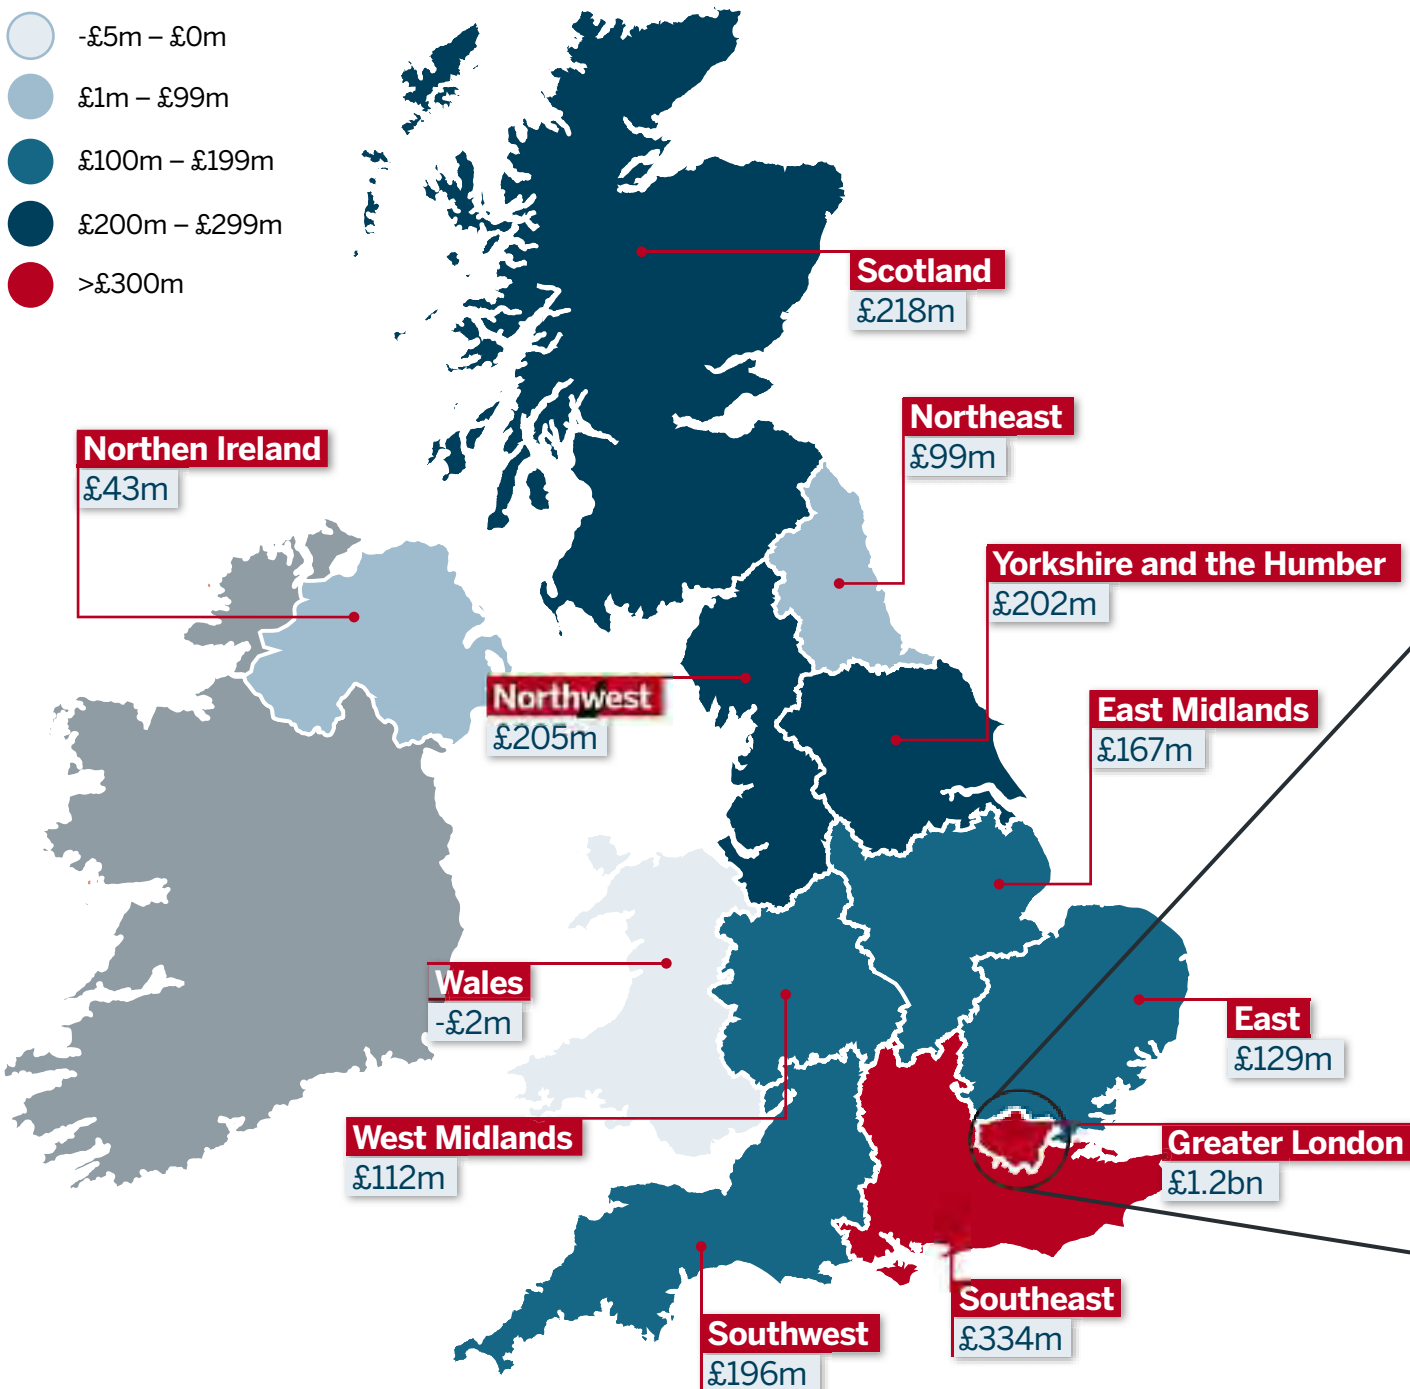 -£5m – £0m
£1m – £99m
£100m – £199m
£200m – £299m
>£300m
Scotland
£218m
Northeast
£99m
Northen Ireland
£43m
Yorkshire and the Humber
£202m
Northwest
£205m
East Midlands
£167m
Wales
-£2m
East
£129m
West Midlands
£112m
Greater London
£1.2bn
Southeast
£334m
Southwest
£196m